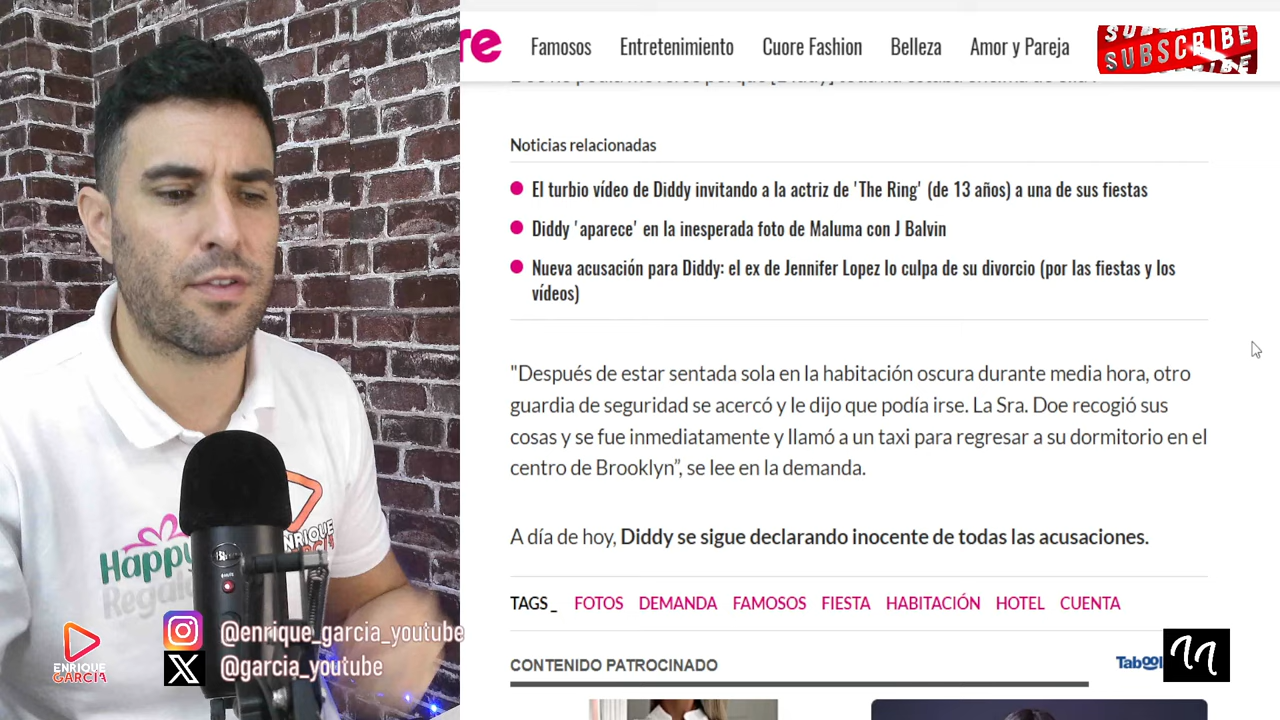 re
Famosos
Entretenimiento
Cuore Fashion
Belleza
Amor y Pareja
SUBSCRIBE
Noticias relacionadas
El turbio vídeo de Diddy invitando a la actriz de 'The Ring' (de 13 años) a una de sus fiestas
Diddy 'aparece' en la inesperada foto de Maluma con J Balvin
Nueva acusación para Diddy: el ex de Jennifer Lopez lo culpa de su divorcio (por las fiestas y los
vídeos)
"Después de estar sentada sola en la habitación oscura durante media hora, otro
guardia de seguridad se acercó y le dijo que podía irse. La Sra. Doe recogió sus
cosas y se fue inmediatamente y llamó a un taxi para regresar a su dormitorio en el
centro de Brooklyn”, se lee en la demanda.
A día de hoy, Diddy se sigue declarando inocente de todas las acusaciones.
TAGS_ FOTOS DEMANDA FAMOSOS FIESTA HABITACIÓN HOTEL CUENTA
CONTENIDO PATROCINADO
Happy
Regal
ENRIQUE
GARCIA
@enrique_garcia_youtube
@garcia_youtube
ENRIQUE
GARCIA